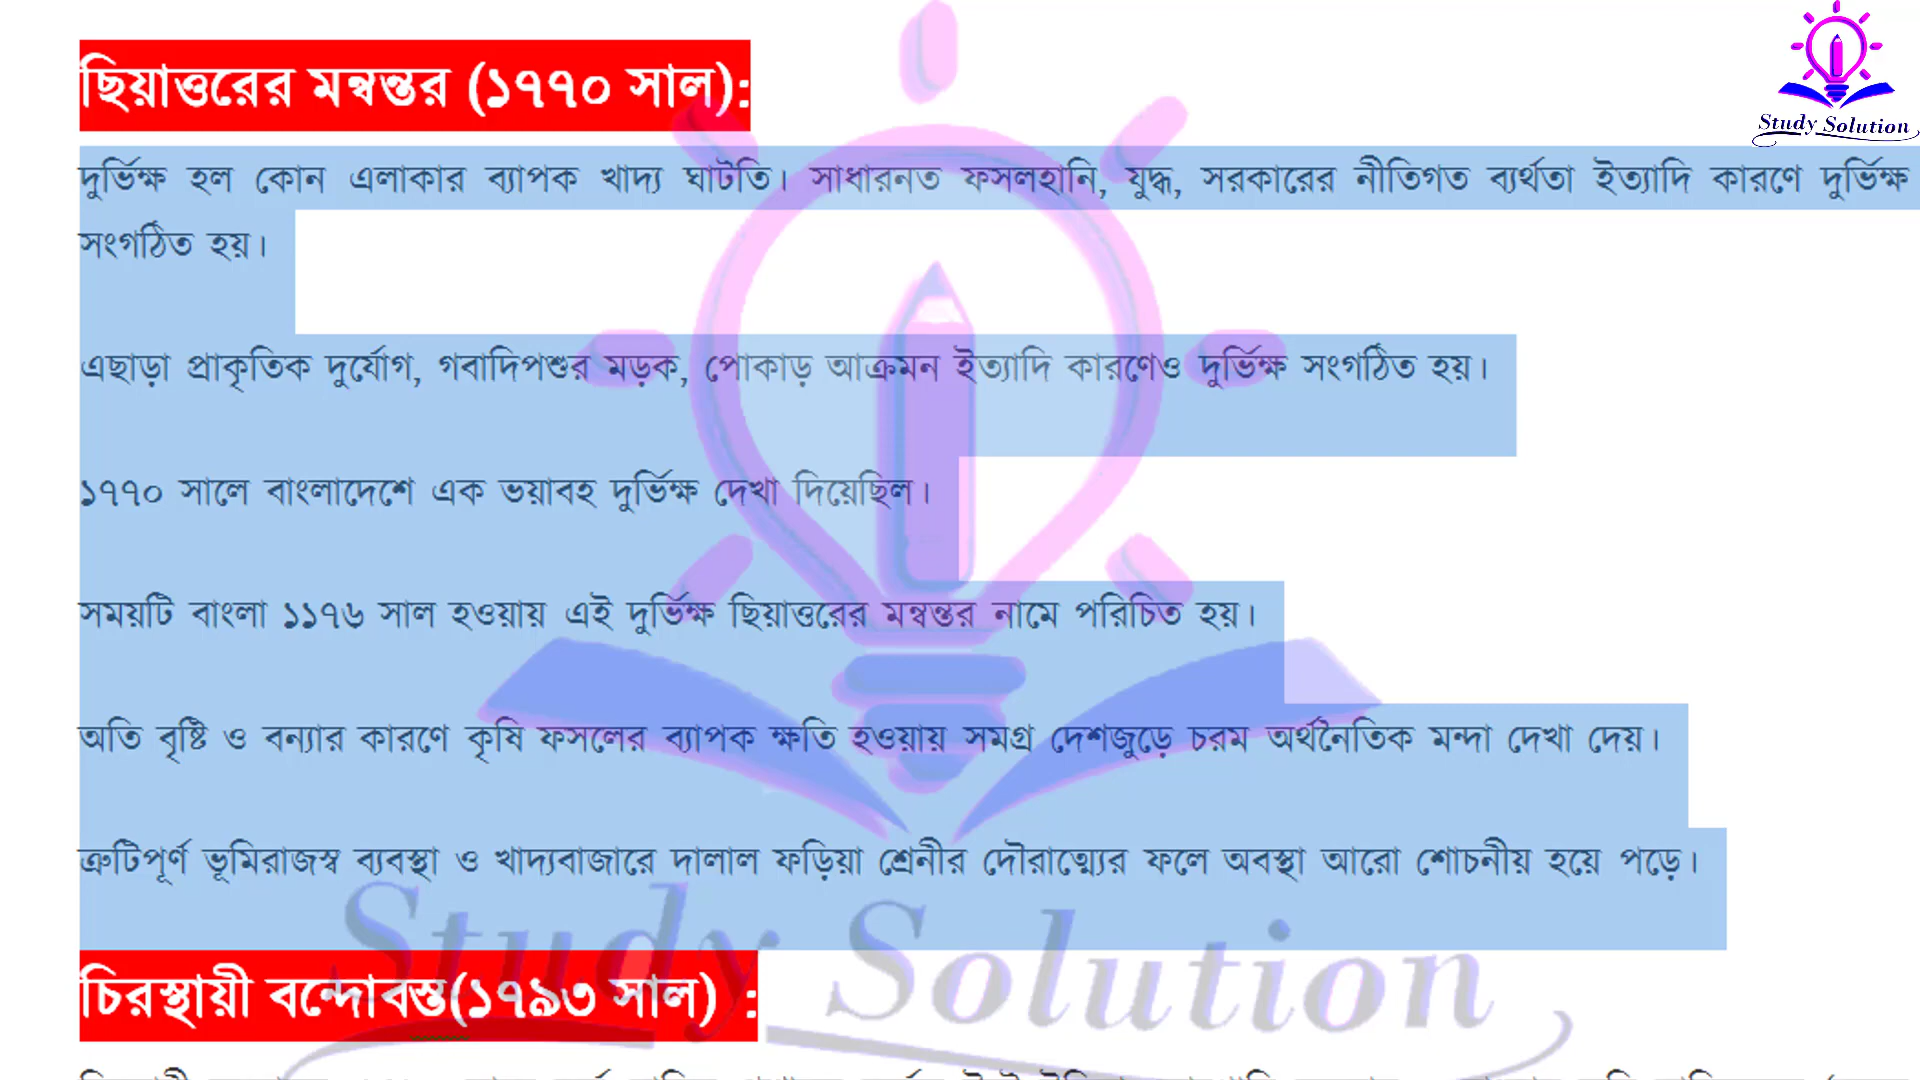 ছিয়াত্তরের মন্বন্তর (১৭৭০ সাল):
Study Solution
দুর্ভিক্ষ হল কোন এলাকার ব্যাপক খাদ্য ঘাটতি। সাধারনত ফসলহানি, যুদ্ধ, সরকারের নীতিগত ব্যর্থতা ইত্যাদি কারণে দুর্ভিক্ষ
সংগঠিত হয়।
এছাড়া প্রাকৃতিক দুর্যোগ, গবাদিপশুর মড়ক, পোকাড় আক্রমন ইত্যাদি কারণেও দুর্ভিক্ষ সংগঠিত হয়।
১৭৭০ সালে বাংলাদেশে এক ভয়াবহ দুর্ভিক্ষ দেখা দিয়েছিল।
সময়টি বাংলা ১১৭৬ সাল হওয়ায় এই দুর্ভিক্ষ ছিয়াত্তরের মন্বন্তর নামে পরিচিত হয়।
অতি বৃষ্টি ও বন্যার কারণে কৃষি ফসলের ব্যাপক ক্ষতি হওয়ায় সমগ্র দেশজুড়ে চরম অর্থনৈতিক মন্দা দেখা দেয়।
ত্রুটিপূর্ণ ভূমিরাজস্ব ব্যবস্থা ও খাদ্যবাজারে দালাল ফড়িয়া শ্রেনীর দৌরাত্ম্যের ফলে অবস্থা আরো শোচনীয় হয়ে পড়ে।
Study Solution
চিরস্থায়ী বন্দোবস্ত(১৭৯৩ সাল) :